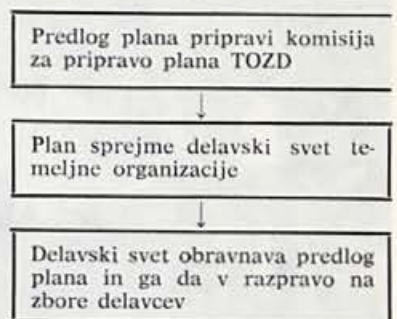 Predlog plana pripravi komisija
za pripravo plana TOZD
Plan sprejme delavski svet te-
meljne organizacije
Delavski svet obravnava predlog
plana in ga da v razpravo na
zbore delavcev